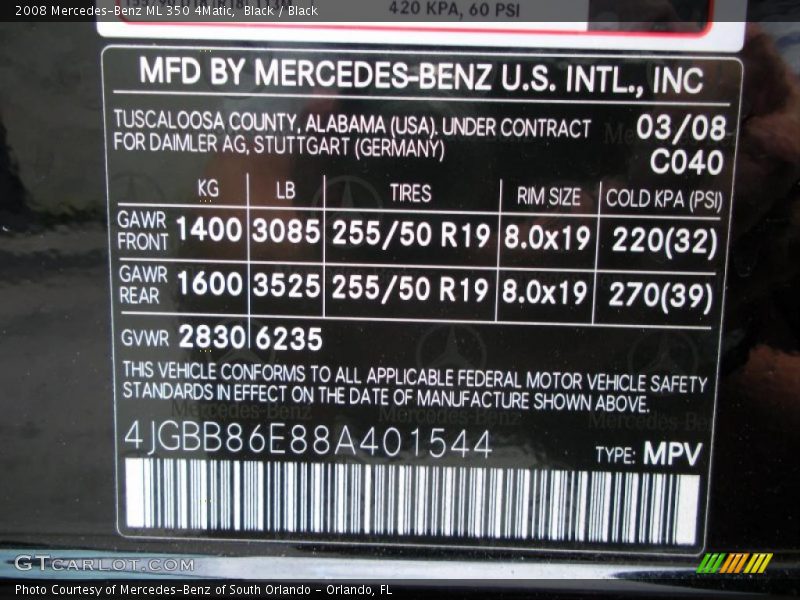 2008 Mercedes-Benz ML 350 4Matic, Black / Black
420 KPA, 60 PSI
MFD BY MERCEDES-BENZ U.S. INTL., INC
TUSCALOOSA COUNTY, ALABAMA (USA). UNDER CONTRACT
FOR DAIMLER AG, STUTTGART (GERMANY)
03/08
C040
KG LB TIRES RIM SIZE COLD KPA (PSI)
GAWR FRONT 1400 3085 255/50 R19 8.0x19 220(32)
GAWR REAR 1600 3525 255/50 R19 8.0x19 270(39)
GVWR 2830 6235
THIS VEHICLE CONFORMS TO ALL APPLICABLE FEDERAL MOTOR VEHICLE SAFETY
STANDARDS IN EFFECT ON THE DATE OF MANUFACTURE SHOWN ABOVE.
4JGBB86E88A401544
TYPE: MPV
GTCARLOT.COM
Photo Courtesy of Mercedes-Benz of South Orlando - Orlando, FL